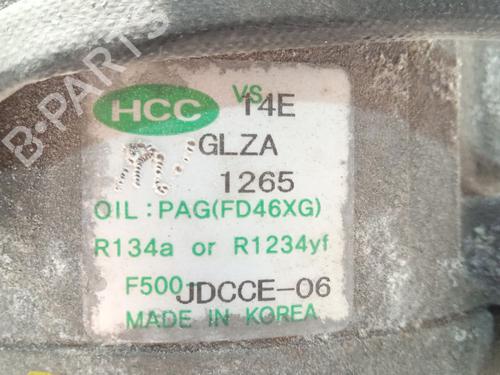 HCC VS 14E
GLZA
1265
OIL : PAG(FD46XG)
R134a or R1234yf
F500-JDCCE-06
MADE IN KOREA
B-PARTS